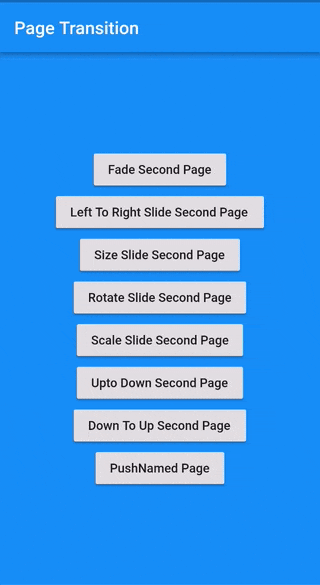 Page Transition
Fade Second Page
Left To Right Slide Second Page
Size Slide Second Page
Rotate Slide Second Page
Scale Slide Second Page
Upto Down Second Page
Down To Up Second Page
PushNamed Page